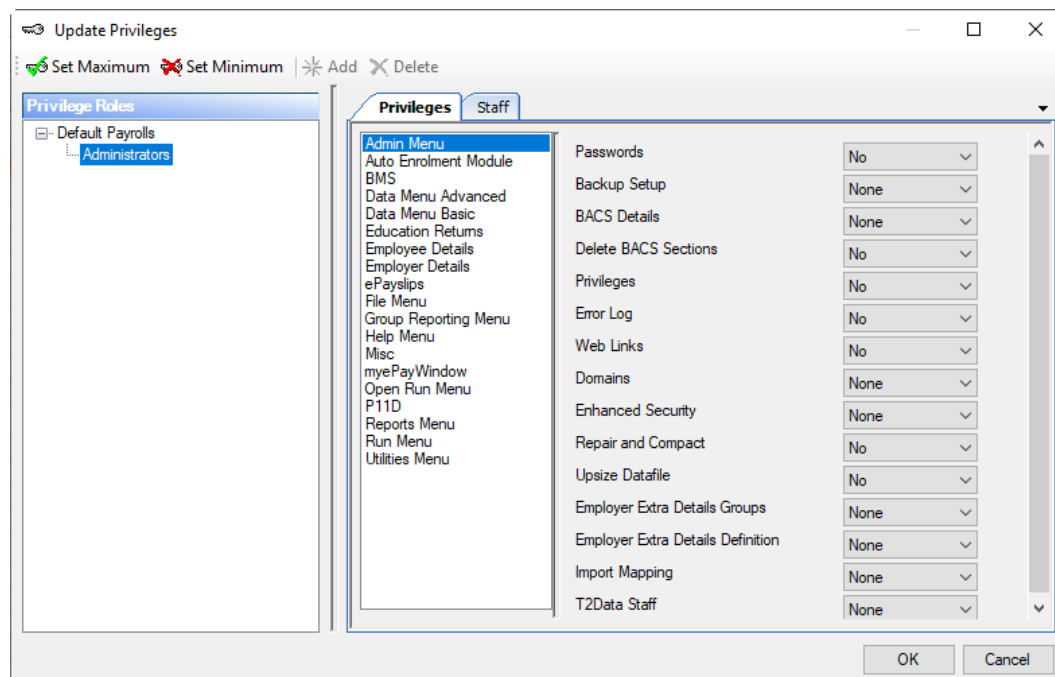 Update Privileges
Set Maximum Set Minimum Add Delete
Privilege Roles
Default Payrolls
Administrators
Privileges Staff
Admin Menu
Auto Enrolment Module
BMS
Data Menu Advanced
Data Menu Basic
Education Returns
Employee Details
Employer Details
ePayslips
File Menu
Group Reporting Menu
Help Menu
Misc
myePayWindow
Open Run Menu
P11D
Reports Menu
Run Menu
Utilities Menu
Passwords No
Backup Setup None
BACS Details None
Delete BACS Sections No
Privileges No
Error Log No
Web Links No
Domains None
Enhanced Security None
Repair and Compact No
Upsize Datafile No
Employer Extra Details Groups None
Employer Extra Details Definition None
Import Mapping None
T2Data Staff None
OK Cancel